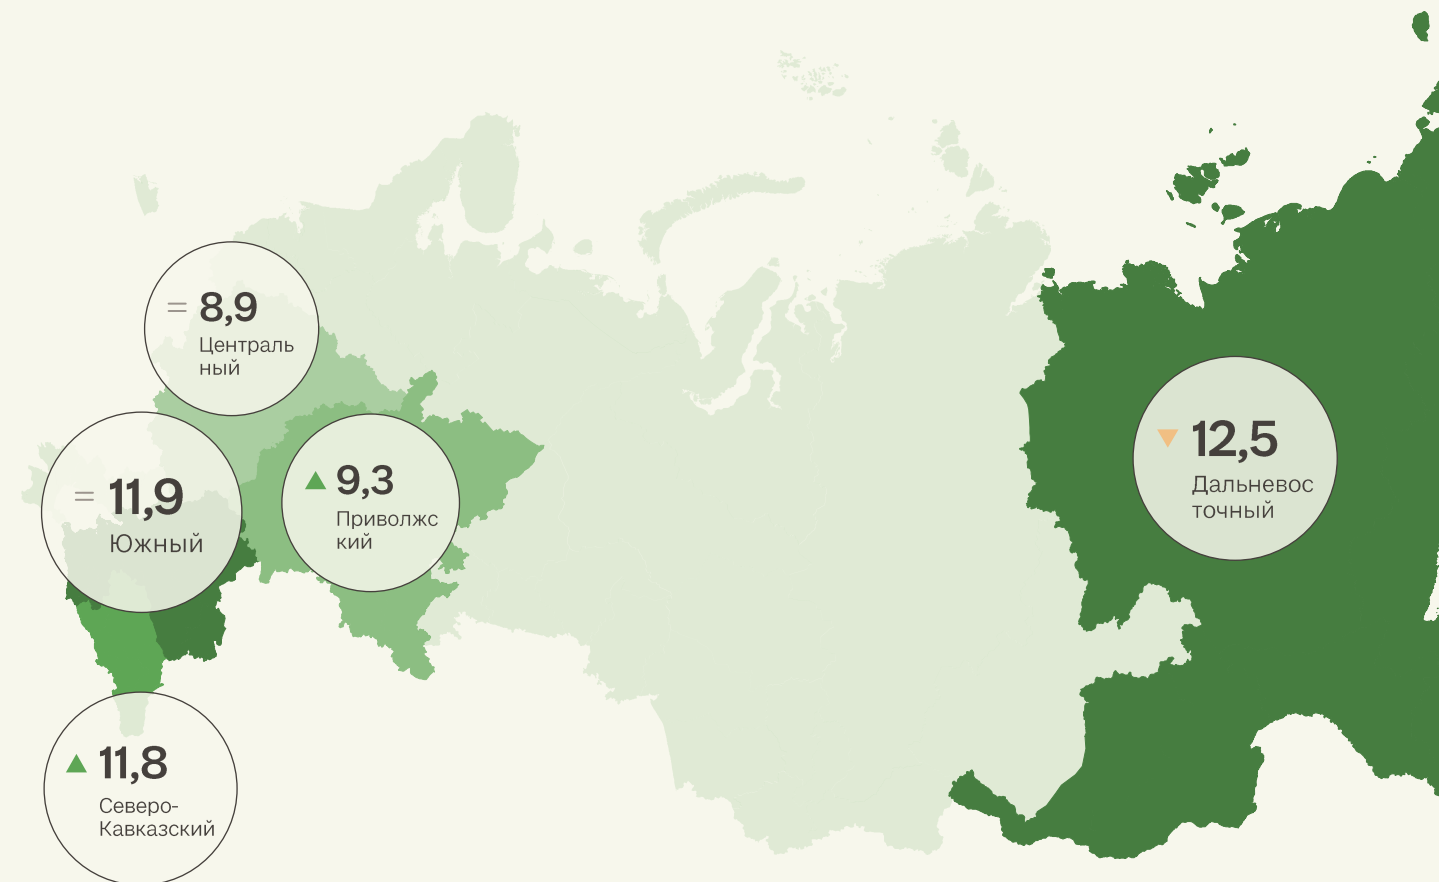 = 8,9
Централь
ный
= 11,9
Южный
▲ 9,3
Приволжс
кий
▼ 12,5
Дальневос
точный
▲ 11,8
Северо-
Кавказский